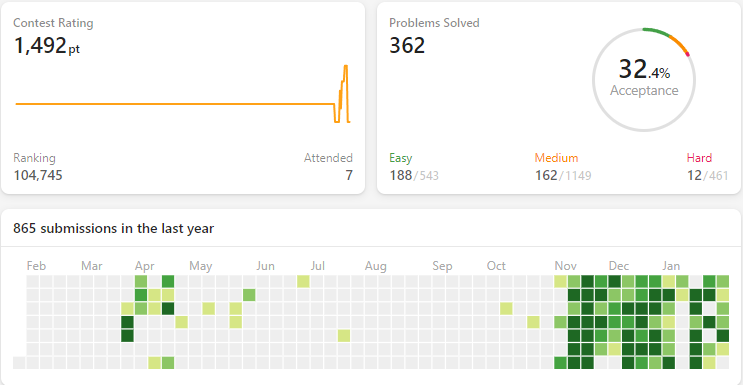 Contest Rating
1,492 pt
Ranking
104,745
Attended
7
Problems Solved
362
32.4%
Acceptance
Easy
188/543
Medium
162/1149
Hard
12/461
865 submissions in the last year
Feb Mar Apr May Jun Jul Aug Sep Oct Nov Dec Jan